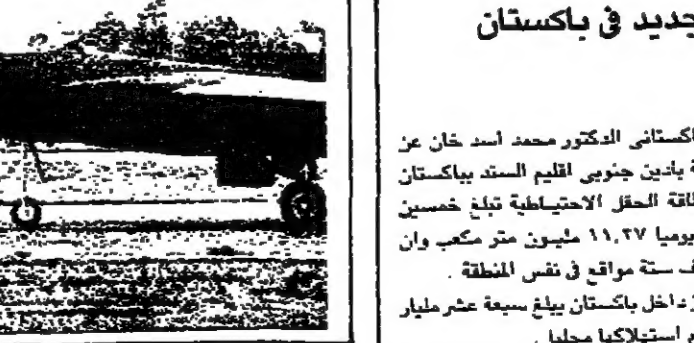 جديد في باكستان
باكستاني الدكتور محمد أسد خان عن
ة بادين جنوبي اقليم السند بباكستان
طاقة الحقل الاحتياطية تبلغ خمسين
يوميا ١١,٢٧ مليون متر مكعب وان
ف ستة مواقع في نفس المنطقة .
داخل باكستان يبلغ سبعة عشر مليار
م استهلاكها محليا .